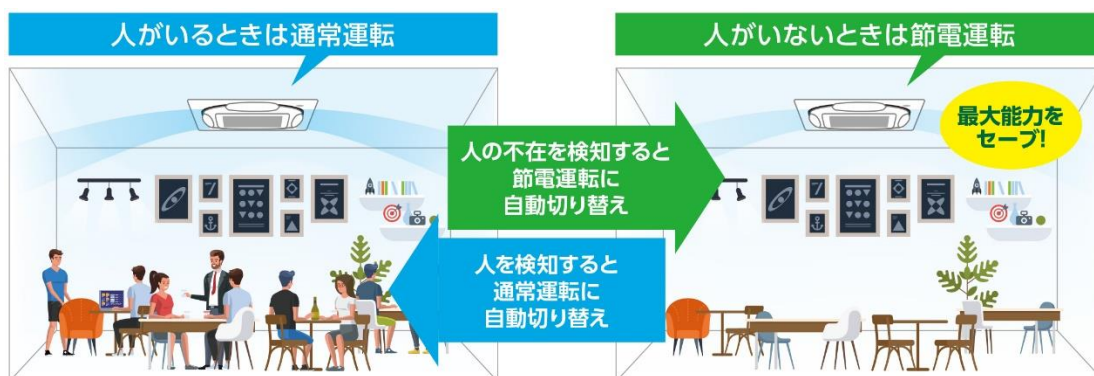 人がいるときは通常運転
人がいないときは節電運転
最大能力を
セーブ!
人の不在を検知すると
節電運転に
自動切り替え
人を検知すると
通常運転に
自動切り替え
7
7